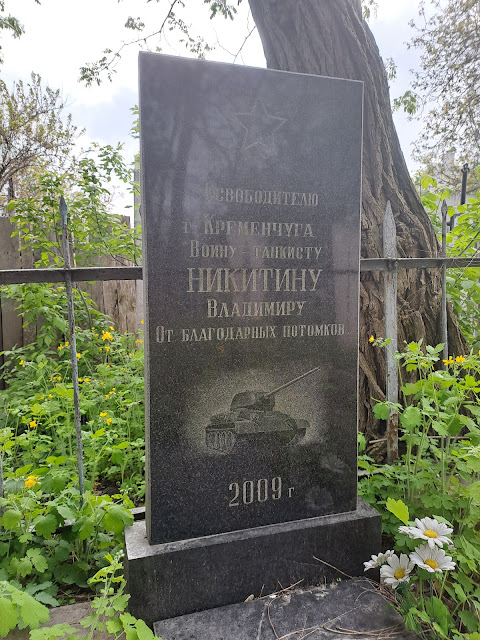 Освободителю
г. Кременчуга
Воину - танкисту
НИКИТИНУ
Владимиру
От благодарных потомков
2009 г